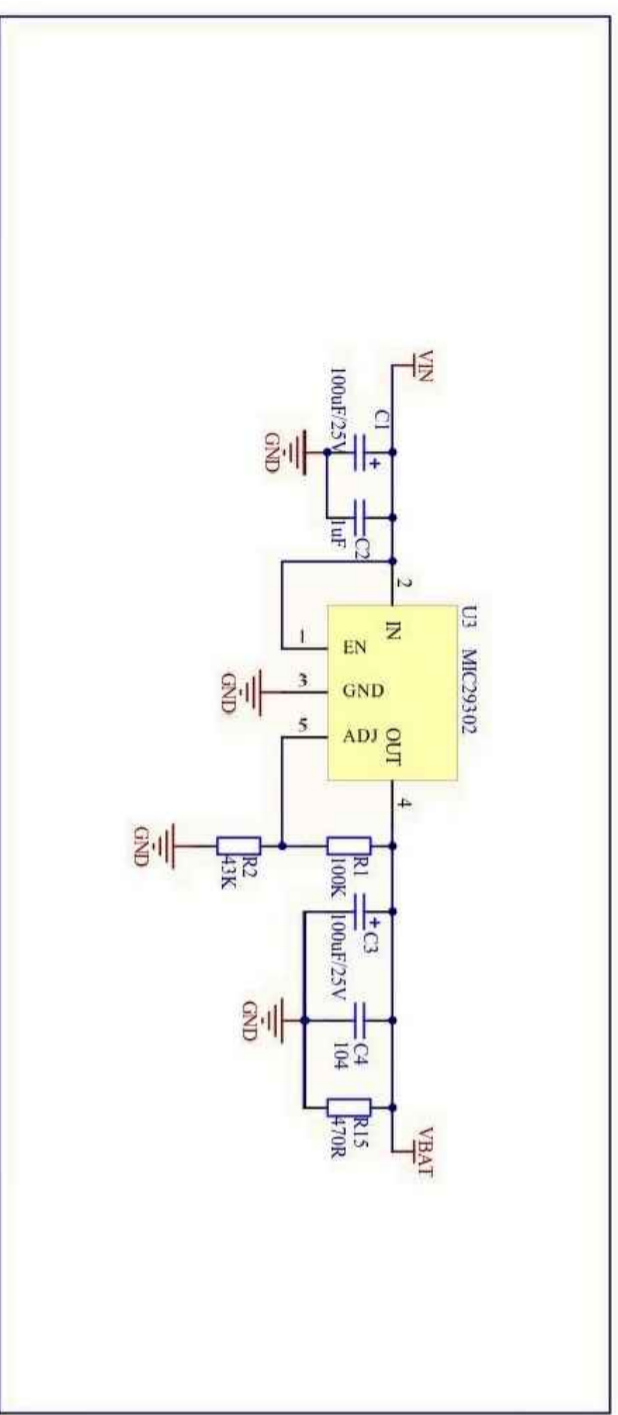 VIN
C1
100uF/25V
GND
C2
1uF
2
U3 MIC29302
IN
1
EN
3
GND
GND
5
ADJ
OUT
4
R1
100K
R2
43K
GND
C3
100uF/25V
C4
104
GND
R15
470R
VBAT